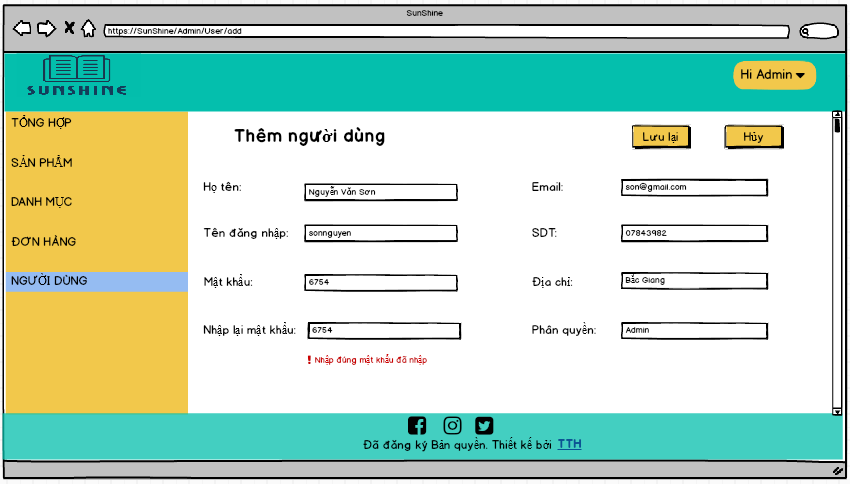 SunShine
https://SunShine/Admin/User/add
SUNSHINE
Hi Admin
TỔNG HỢP
SẢN PHẨM
DANH MỤC
ĐƠN HÀNG
NGƯỜI DÙNG
Thêm người dùng
Lưu lại
Hủy
Họ tên:
Nguyễn Văn Sơn
Email:
son@gmail.com
Tên đăng nhập:
sonnguyen
SDT:
07843982
Mật khẩu:
6754
Địa chỉ:
Bắc Giang
Nhập lại mật khẩu:
6754
Phân quyền:
Admin
! Nhập đúng mật khẩu đã nhập
Đã đăng ký Bản quyền. Thiết kế bởi TTH